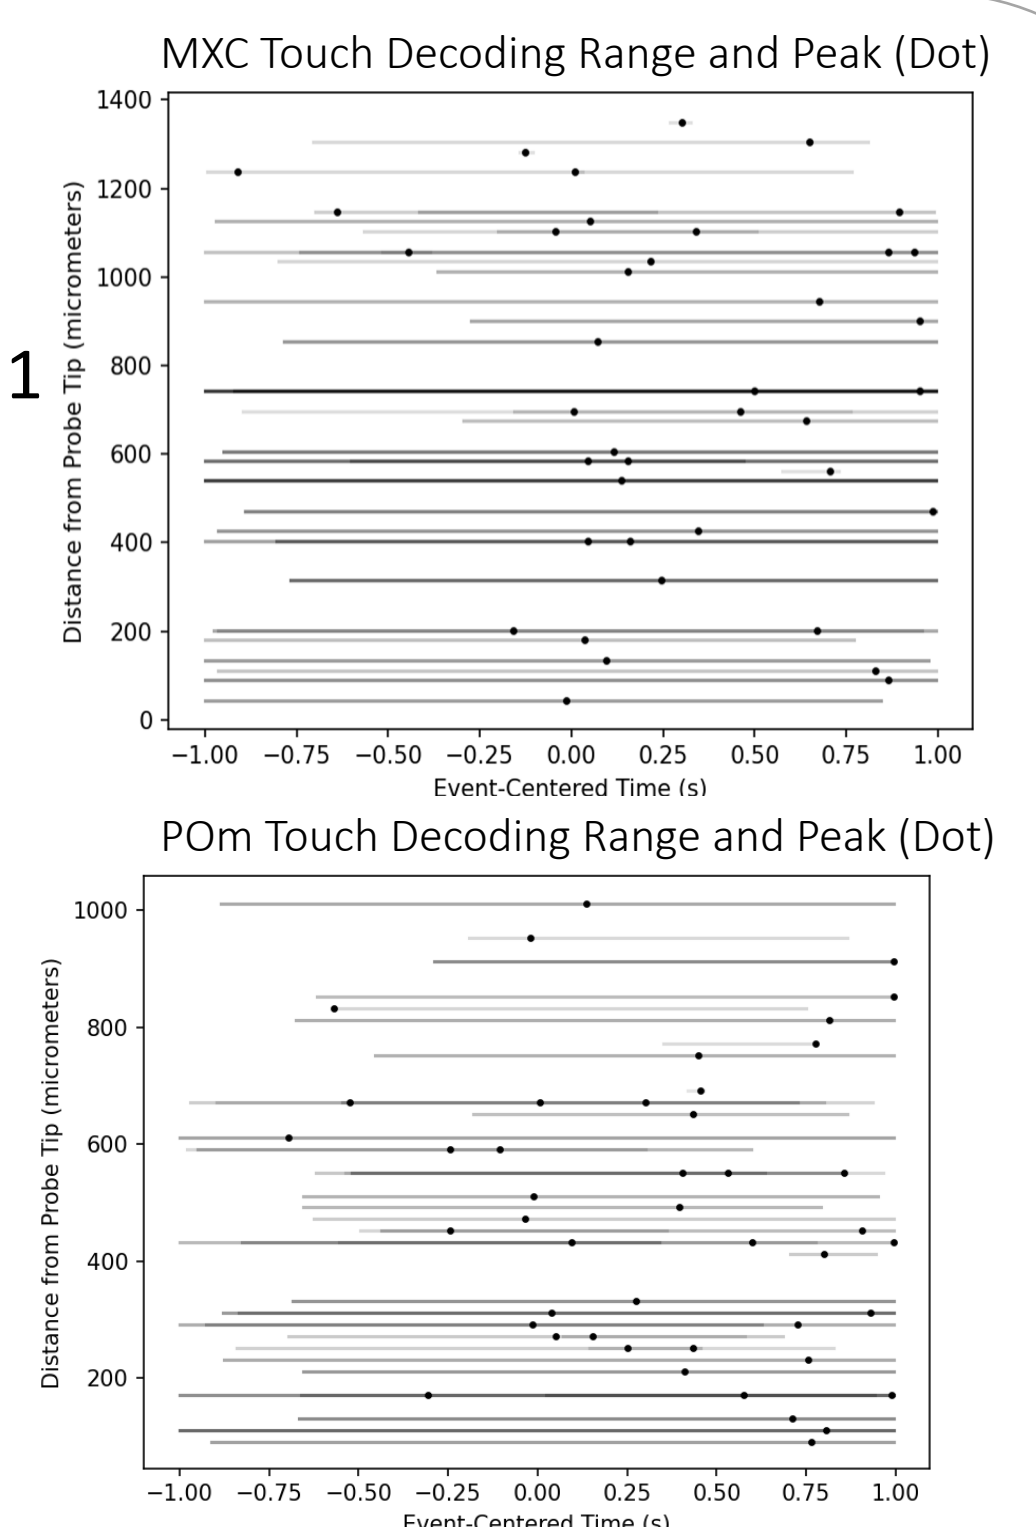 MXC Touch Decoding Range and Peak (Dot)
1400
1200
1000
800
600
400
200
0
Distance from Probe Tip (micrometers)
1
−1.00 −0.75 −0.50 −0.25 0.00 0.25 0.50 0.75 1.00
Event-Centered Time (s)
POm Touch Decoding Range and Peak (Dot)
1000
800
600
400
200
Distance from Probe Tip (micrometers)
−1.00 −0.75 −0.50 −0.25 0.00 0.25 0.50 0.75 1.00
Event-Centered Time (s)